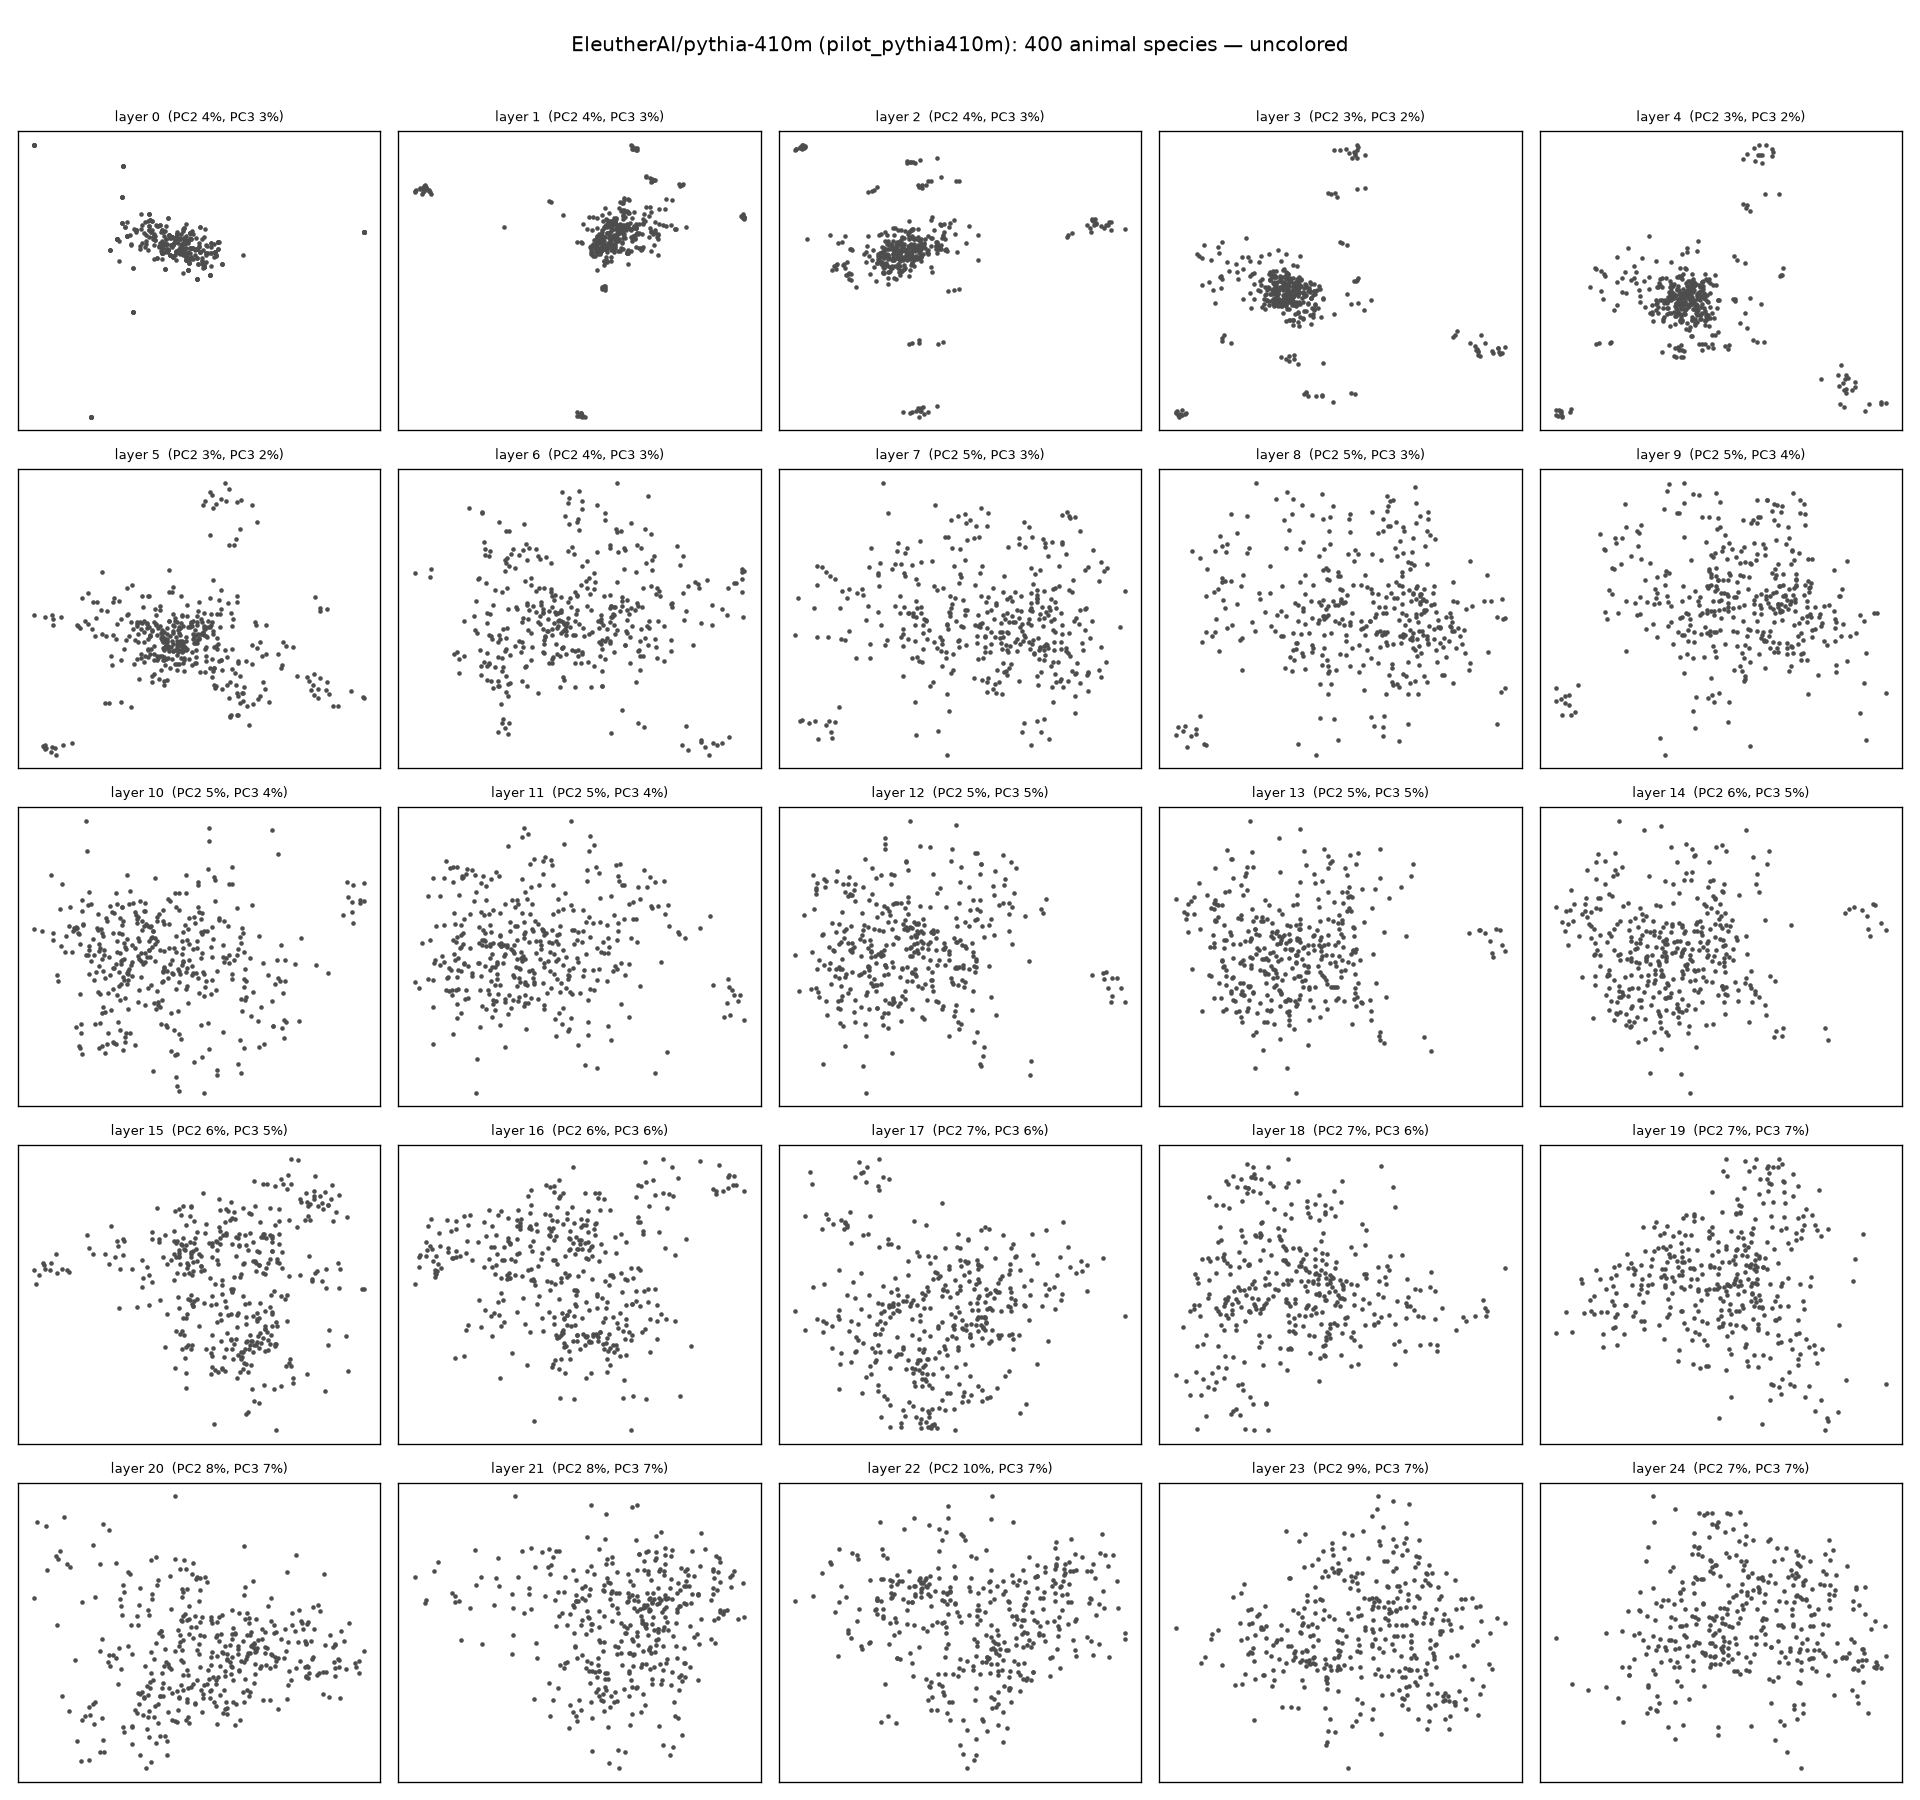 EleutherAI/pythia-410m (pilot_pythia410m): 400 animal species — uncolored
layer 0  (PC2 4%, PC3 3%)
layer 1  (PC2 4%, PC3 3%)
layer 2  (PC2 4%, PC3 3%)
layer 3  (PC2 3%, PC3 2%)
layer 4  (PC2 3%, PC3 2%)
layer 5  (PC2 3%, PC3 2%)
layer 6  (PC2 4%, PC3 3%)
layer 7  (PC2 5%, PC3 3%)
layer 8  (PC2 5%, PC3 3%)
layer 9  (PC2 5%, PC3 4%)
layer 10  (PC2 5%, PC3 4%)
layer 11  (PC2 5%, PC3 4%)
layer 12  (PC2 5%, PC3 5%)
layer 13  (PC2 5%, PC3 5%)
layer 14  (PC2 6%, PC3 5%)
layer 15  (PC2 6%, PC3 5%)
layer 16  (PC2 6%, PC3 6%)
layer 17  (PC2 7%, PC3 6%)
layer 18  (PC2 7%, PC3 6%)
layer 19  (PC2 7%, PC3 7%)
layer 20  (PC2 8%, PC3 7%)
layer 21  (PC2 8%, PC3 7%)
layer 22  (PC2 10%, PC3 7%)
layer 23  (PC2 9%, PC3 7%)
layer 24  (PC2 7%, PC3 7%)